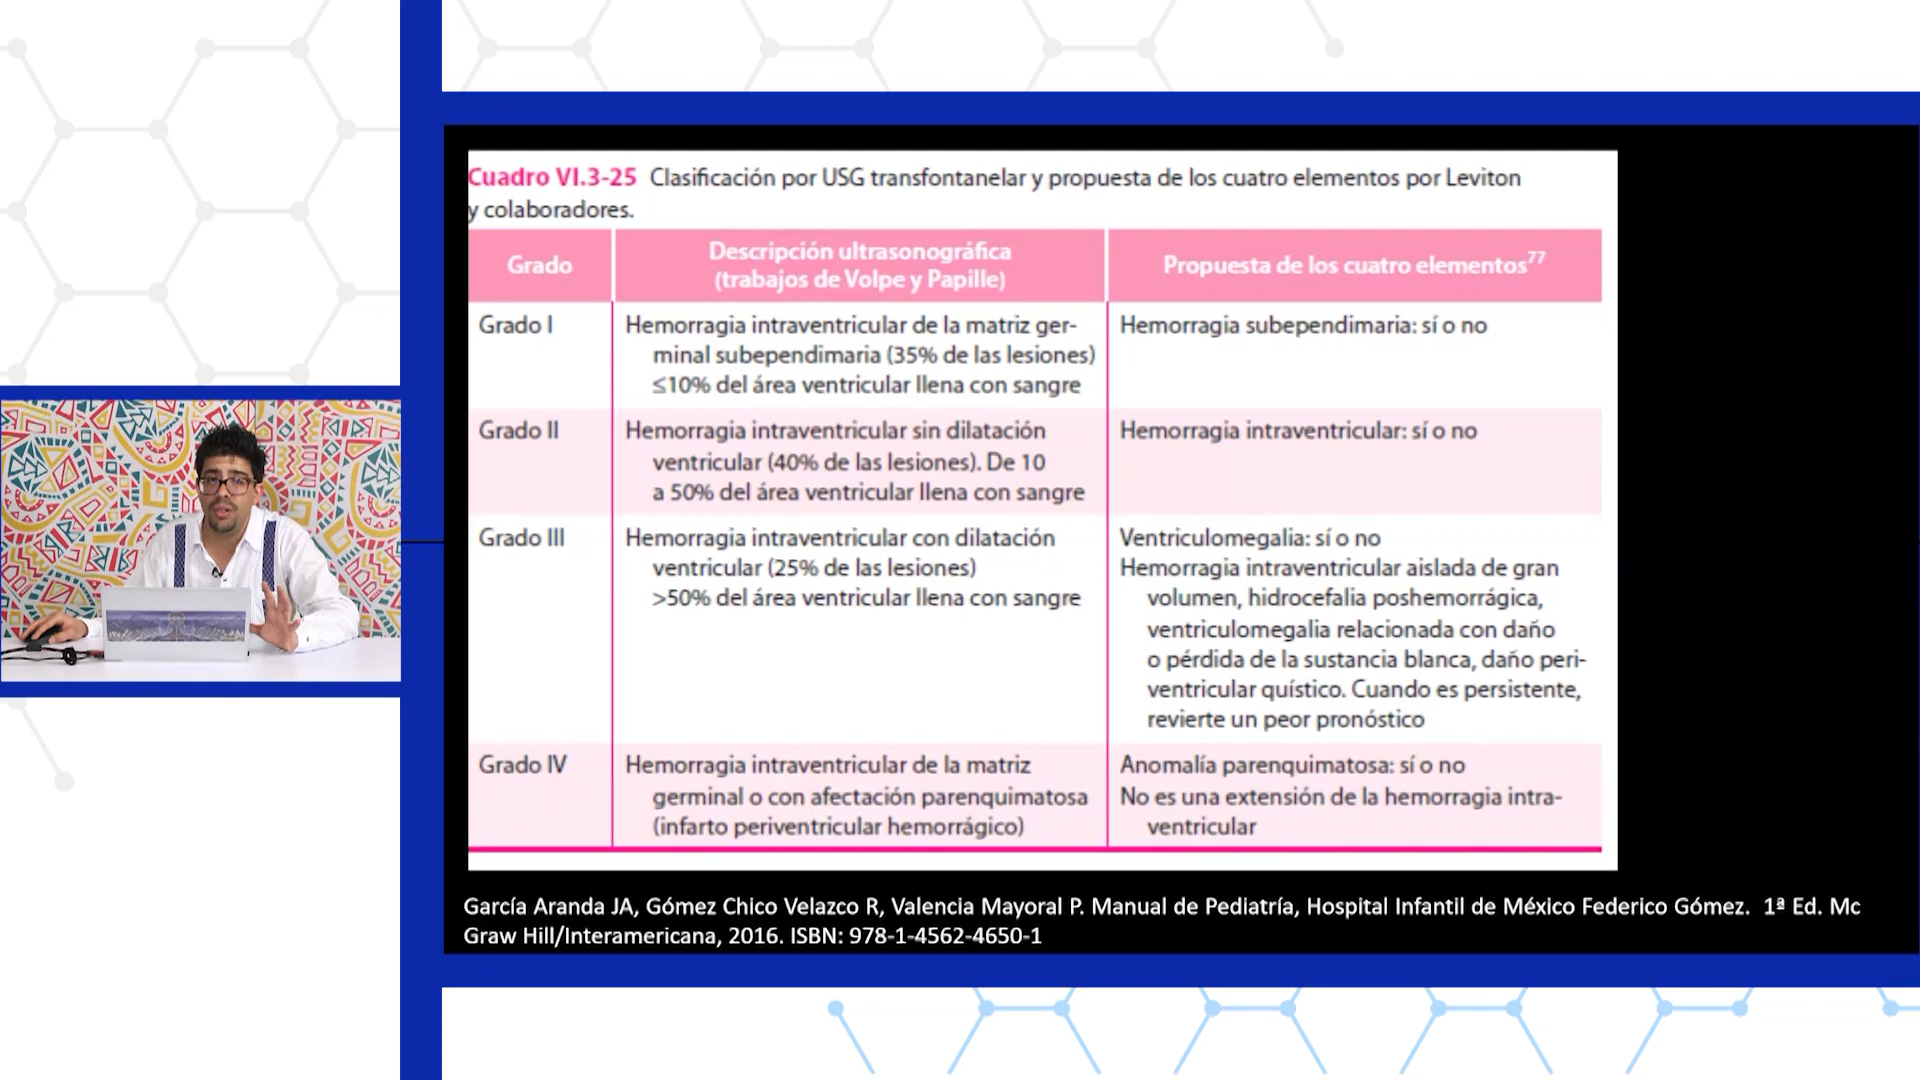 Cuadro VI.3-25 Clasificación por USG transfontanelar y propuesta de los cuatro elementos por Leviton
y colaboradores.
Grado
Descripción ultrasonográfica
(trabajos de Volpe y Papille)
Propuesta de los cuatro elementos77
Grado I
Hemorragia intraventricular de la matriz ger-
minal subependimaria (35% de las lesiones)
≤10% del área ventricular llena con sangre
Hemorragia subependimaria: sí o no
Grado II
Hemorragia intraventricular sin dilatación
ventricular (40% de las lesiones). De 10
a 50% del área ventricular llena con sangre
Hemorragia intraventricular: sí o no
Grado III
Hemorragia intraventricular con dilatación
ventricular (25% de las lesiones)
>50% del área ventricular llena con sangre
Ventriculomegalia: sí o no
Hemorragia intraventricular aislada de gran
volumen, hidrocefalia poshemorrágica,
ventriculomegalia relacionada con daño
o pérdida de la sustancia blanca, daño peri-
ventricular quístico. Cuando es persistente,
revierte un peor pronóstico
Grado IV
Hemorragia intraventricular de la matriz
germinal o con afectación parenquimatosa
(infarto periventricular hemorrágico)
Anomalía parenquimatosa: sí o no
No es una extensión de la hemorragia intra-
ventricular
García Aranda JA, Gómez Chico Velazco R, Valencia Mayoral P. Manual de Pediatría, Hospital Infantil de México Federico Gómez. 1ª Ed. Mc
Graw Hill/Interamericana, 2016. ISBN: 978-1-4562-4650-1